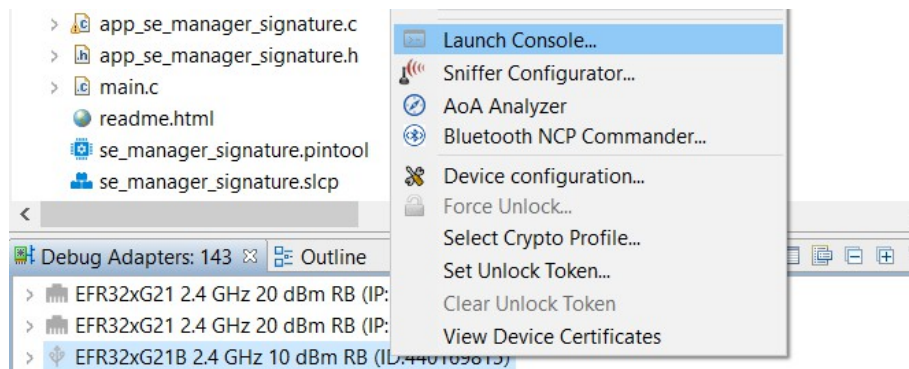 app_se_manager_signature.c
app_se_manager_signature.h
main.c
readme.html
se_manager_signature.pintool
se_manager_signature.slcp
Launch Console...
Sniffer Configurator...
AoA Analyzer
Bluetooth NCP Commander...
Device configuration...
Force Unlock...
Select Crypto Profile...
Set Unlock Token...
Clear Unlock Token
View Device Certificates
Debug Adapters: 143
Outline
EFR32xG21 2.4 GHz 20 dBm RB (IP:
EFR32xG21 2.4 GHz 20 dBm RB (IP:
EFR32xG21B 2.4 GHz 10 dBm RB (ID:440169815)